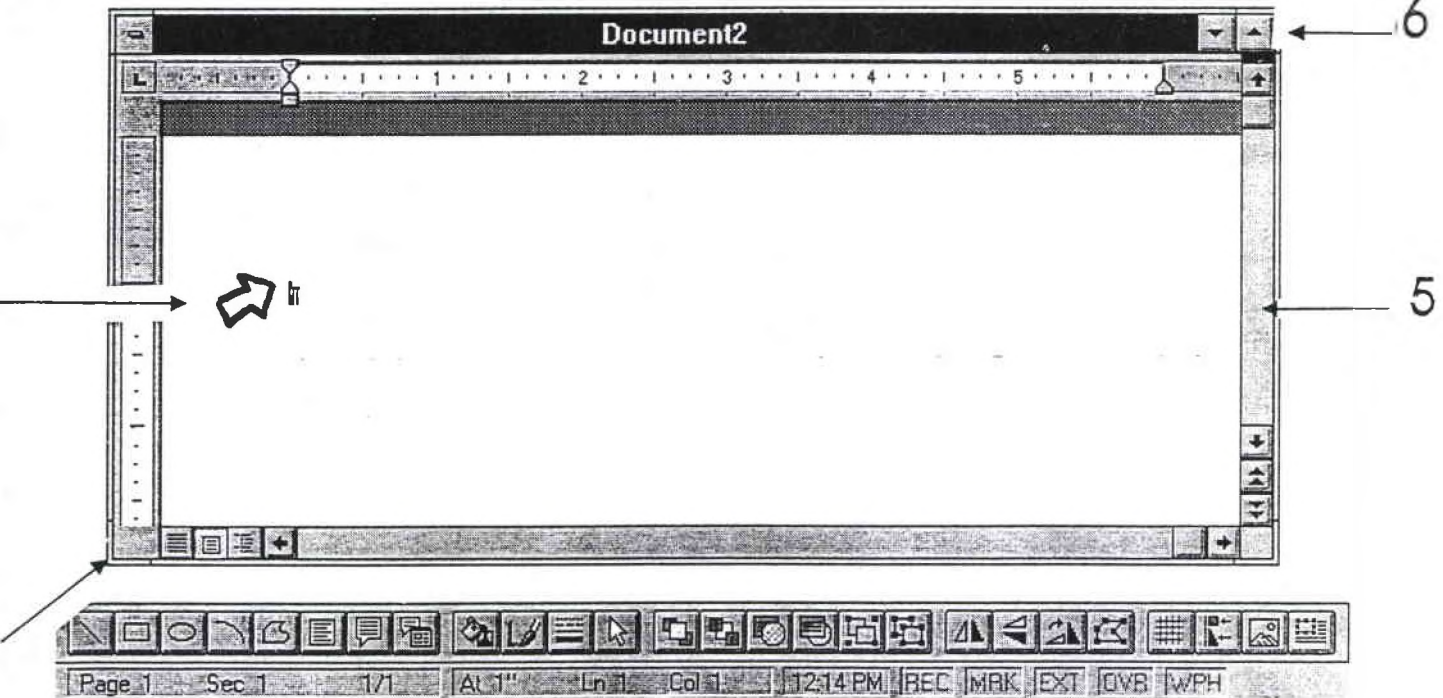 Document2
6
L 1 2 3 4 5
5
Page 1 Sec 1 1/1 At 1" Ln 1 Col 1 12:14 PM REC MRK EXT OVR WPH